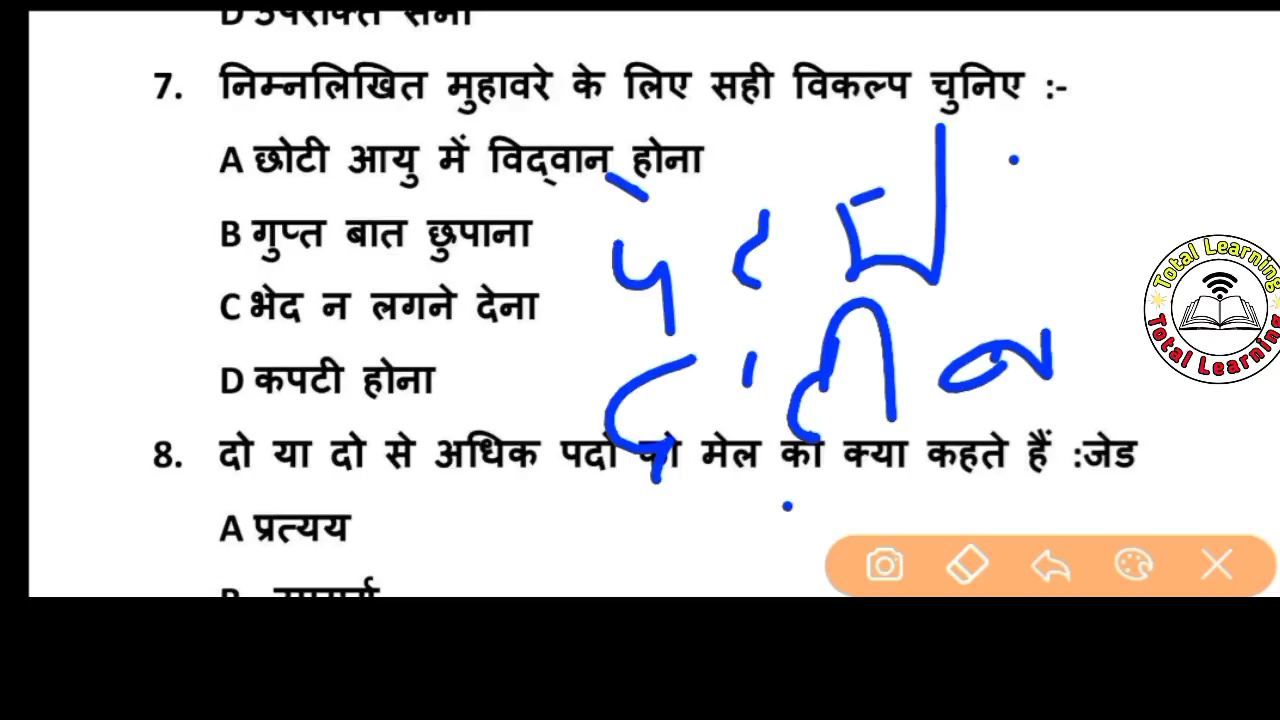 7. निम्नलिखित मुहावरे के लिए सही विकल्प चुनिए :-
A छोटी आयु में विद्वान होना
B गुप्त बात छुपाना
C भेद न लगने देना
D कपटी होना
8. दो या दो से अधिक पदो को मेल को क्या कहते हैं :जेड
A प्रत्यय
Total Learning
Total Learning